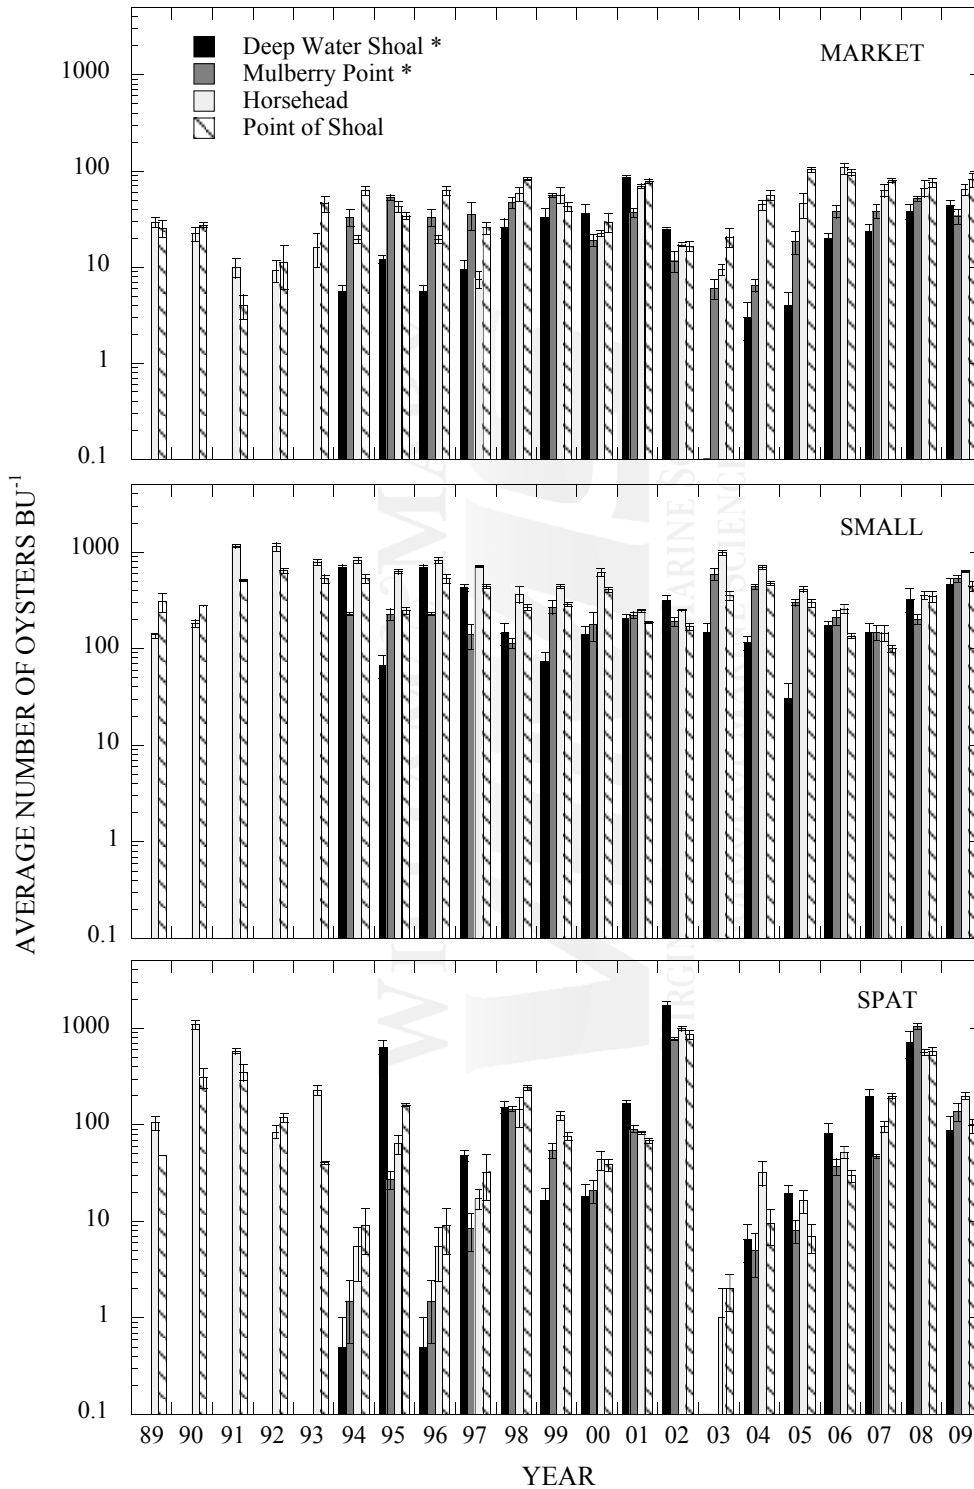 Deep Water Shoal *
Mulberry Point *
Horsehead
Point of Shoal
MARKET
1000
100
10
1
0.1
SMALL
1000
100
10
1
0.1
SPAT
1000
100
10
1
0.1
AVERAGE NUMBER OF OYSTERS BU-1
89 90 91 92 93 94 95 96 97 98 99 00 01 02 03 04 05 06 07 08 09
YEAR